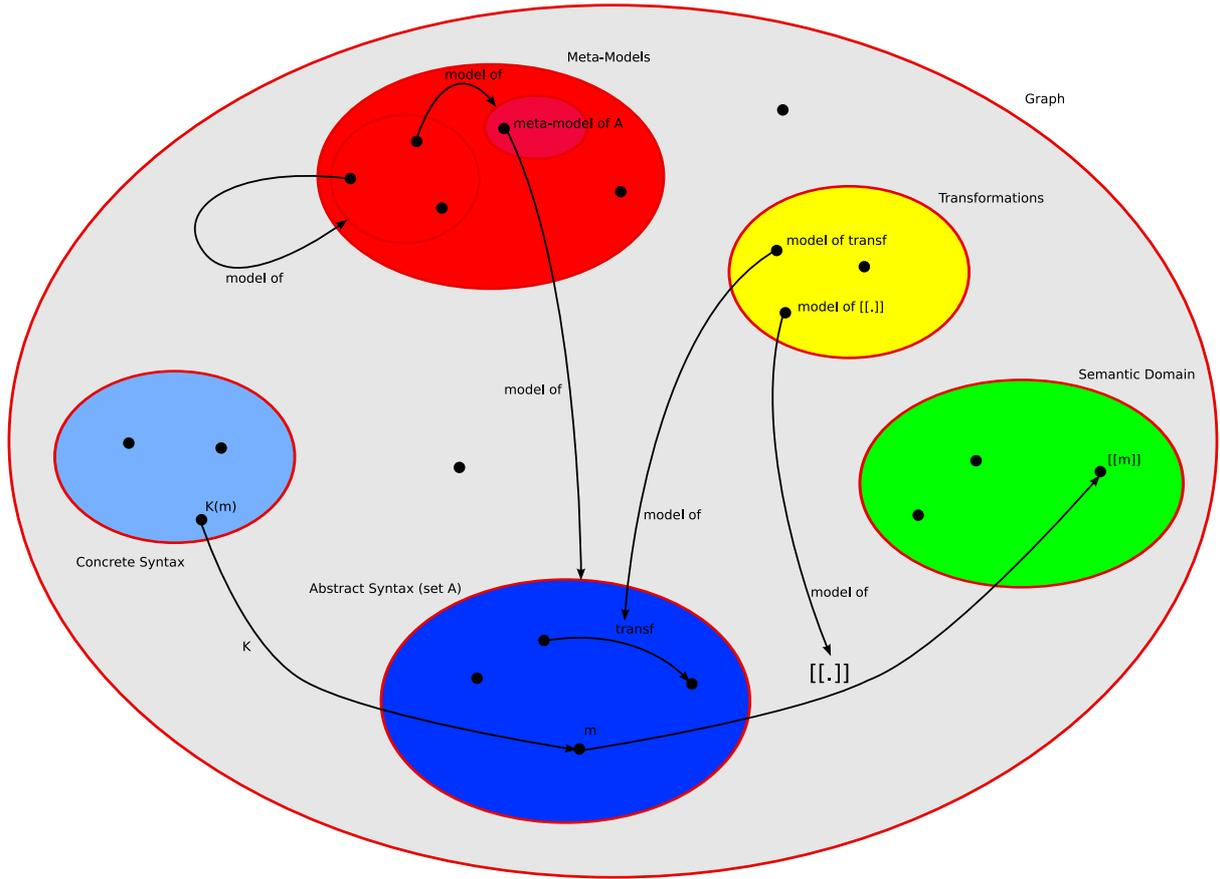 Meta-Models
model of
Graph
meta-model of A
Transformations
model of transf
model of
model of [[.]]
Semantic Domain
model of
[[m]]
K(m)
model of
Concrete Syntax
Abstract Syntax (set A)
model of
transf
K
[[.]]
m